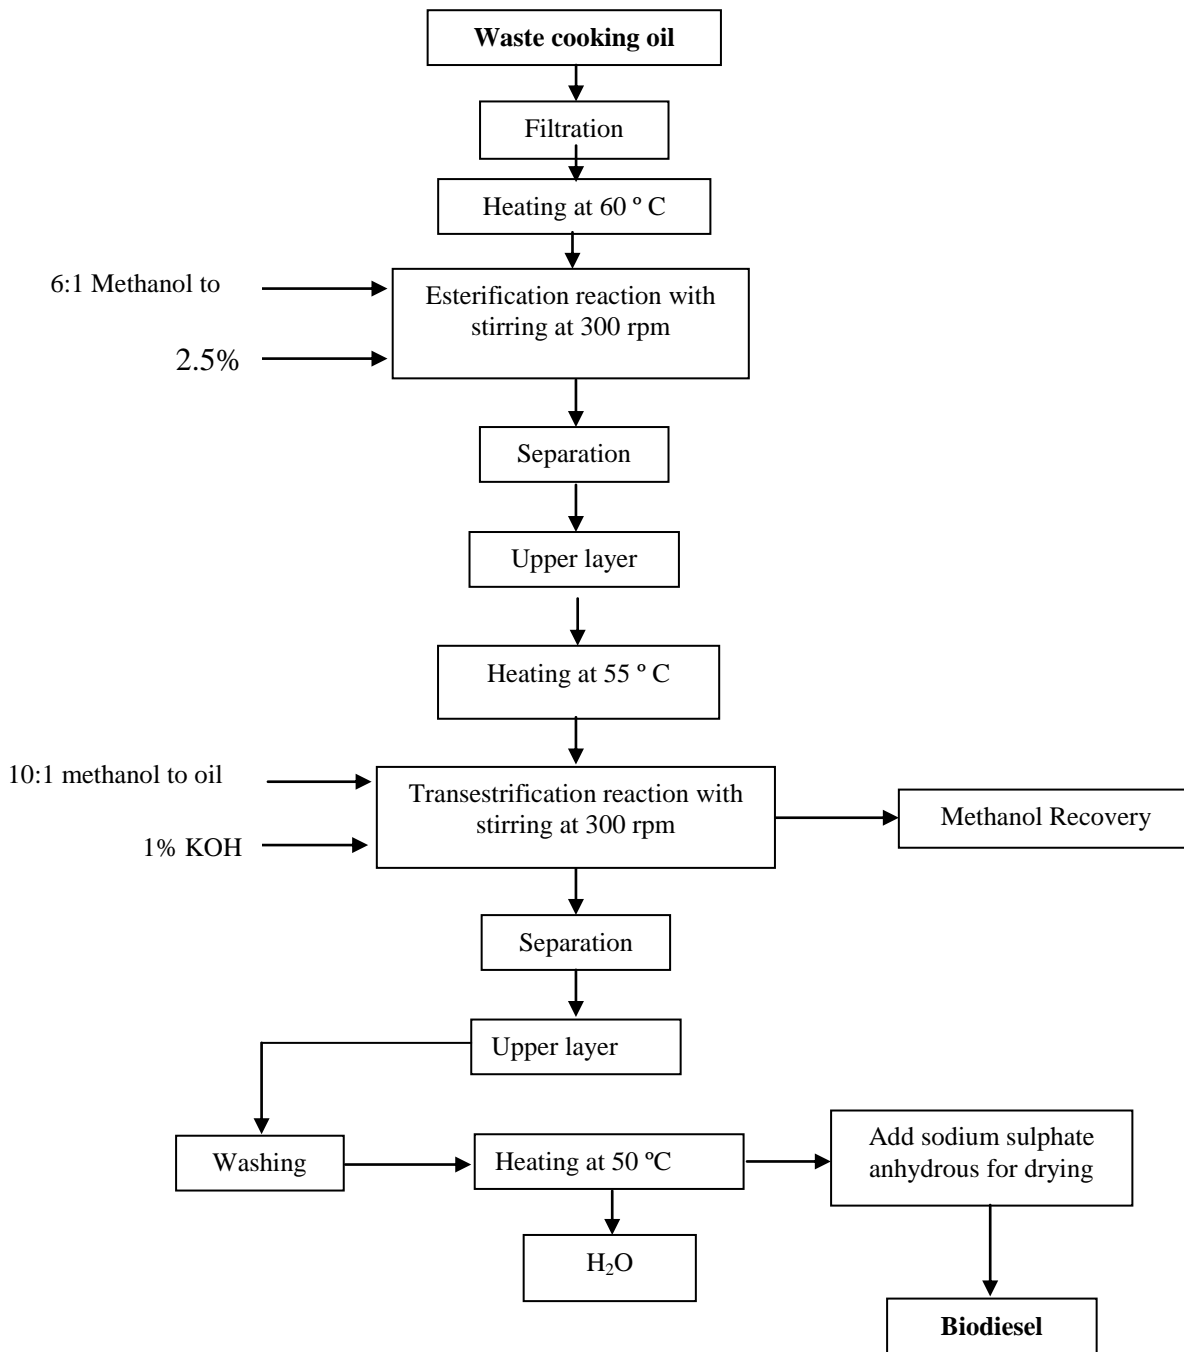 Waste cooking oil
Filtration
Heating at 60 º C
6:1 Methanol to
Esterification reaction with
stirring at 300 rpm
2.5%
Separation
Upper layer
Heating at 55 º C
10:1 methanol to oil
Transestrification reaction with
stirring at 300 rpm
Methanol Recovery
1% KOH
Separation
Upper layer
Washing
Heating at 50 ºC
Add sodium sulphate
anhydrous for drying
H₂O
Biodiesel